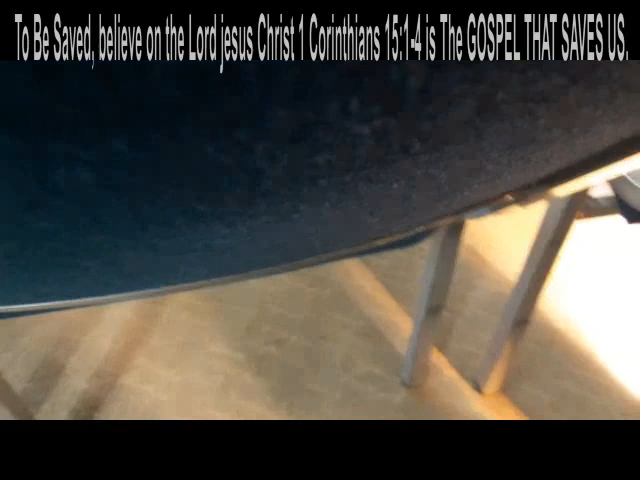 To Be Saved, believe on the Lord jesus Christ 1 Corinthians 15:1-4 is The GOSPEL THAT SAVES US.